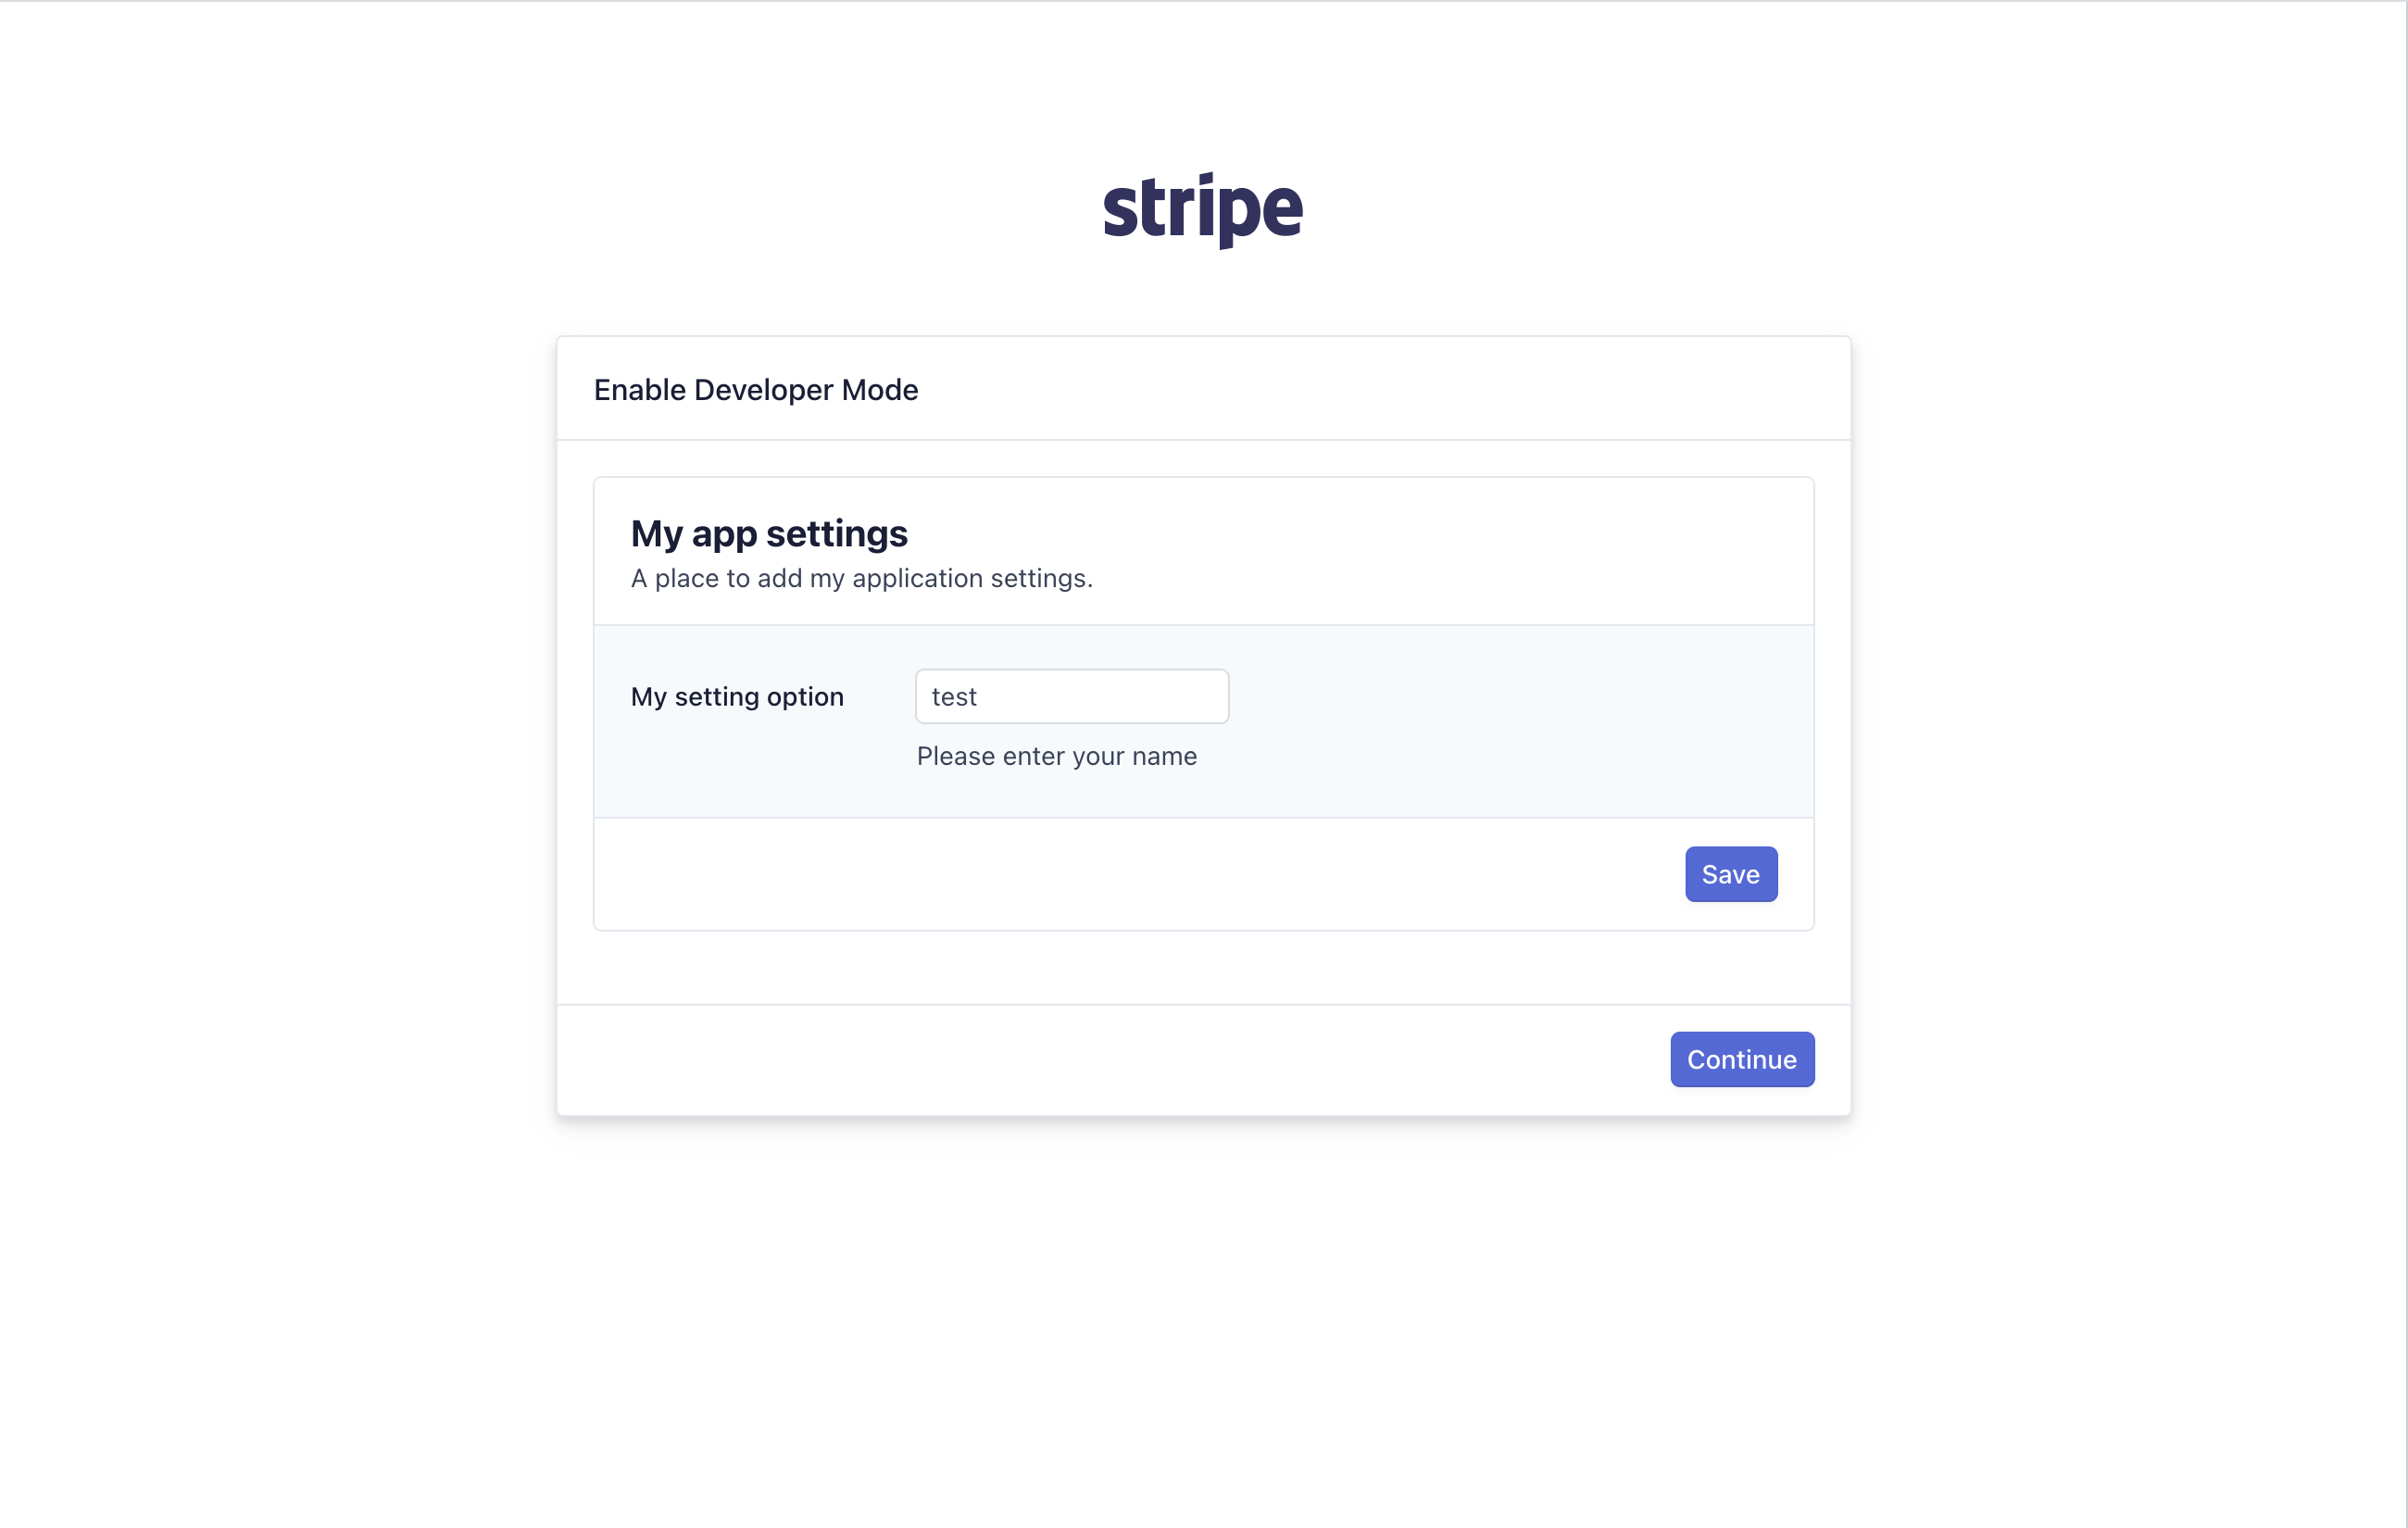 stripe
Enable Developer Mode
My app settings
A place to add my application settings.
My setting option
test
Please enter your name
Save
Continue